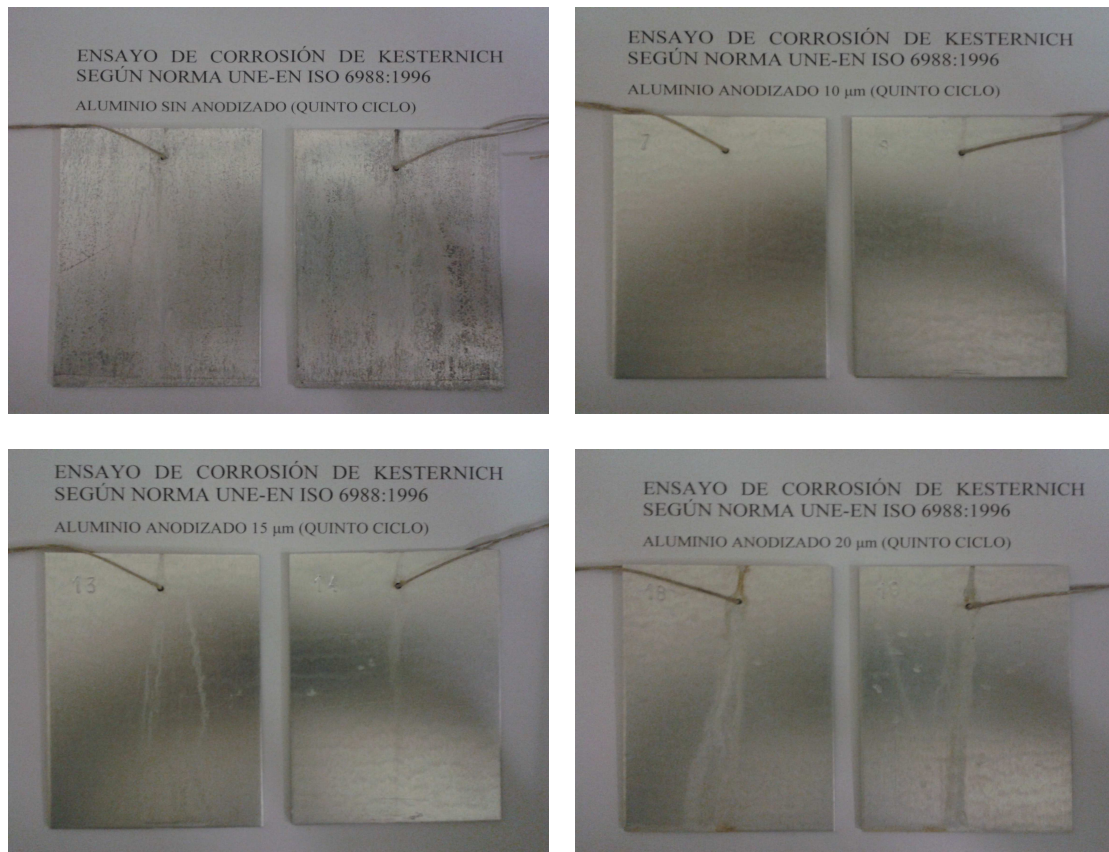 ENSAYO DE CORROSIÓN DE KESTERNICH
SEGÚN NORMA UNE-EN ISO 6988:1996
ALUMINIO SIN ANODIZADO (QUINTO CICLO)
ENSAYO DE CORROSIÓN DE KESTERNICH
SEGÚN NORMA UNE-EN ISO 6988:1996
ALUMINIO ANODIZADO 10 μm (QUINTO CICLO)
7
ENSAYO DE CORROSIÓN DE KESTERNICH
SEGÚN NORMA UNE-EN ISO 6988:1996
ALUMINIO ANODIZADO 15 μm (QUINTO CICLO)
13 14
ENSAYO DE CORROSIÓN DE KESTERNICH
SEGÚN NORMA UNE-EN ISO 6988:1996
ALUMINIO ANODIZADO 20 μm (QUINTO CICLO)
18